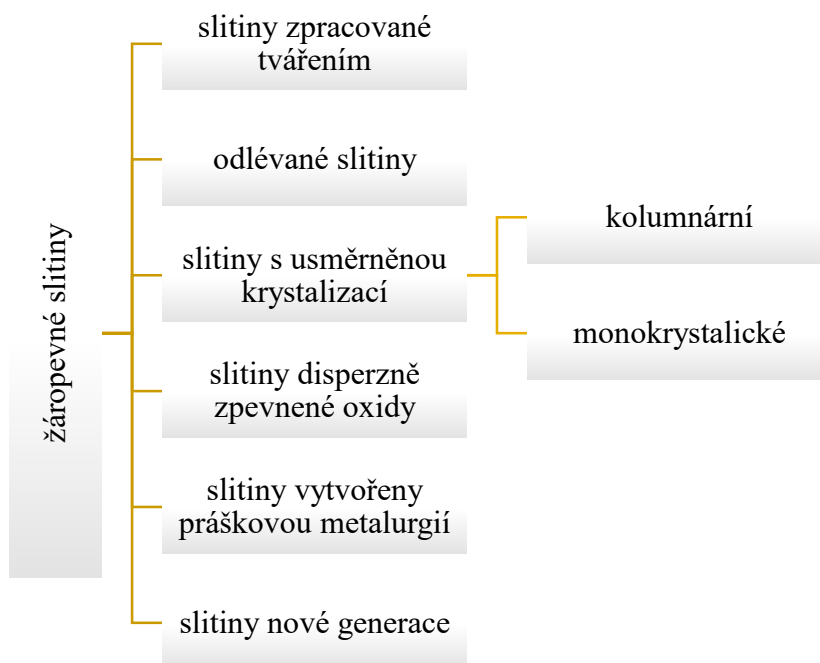 žáropevné slitiny
slitiny zpracované
tvářením
odlévané slitiny
slitiny s usměrněnou
krystalizací
kolumnární
monokrystalické
slitiny disperzně
zpevnené oxidy
slitiny vytvořeny
práškovou metalurgií
slitiny nové generace